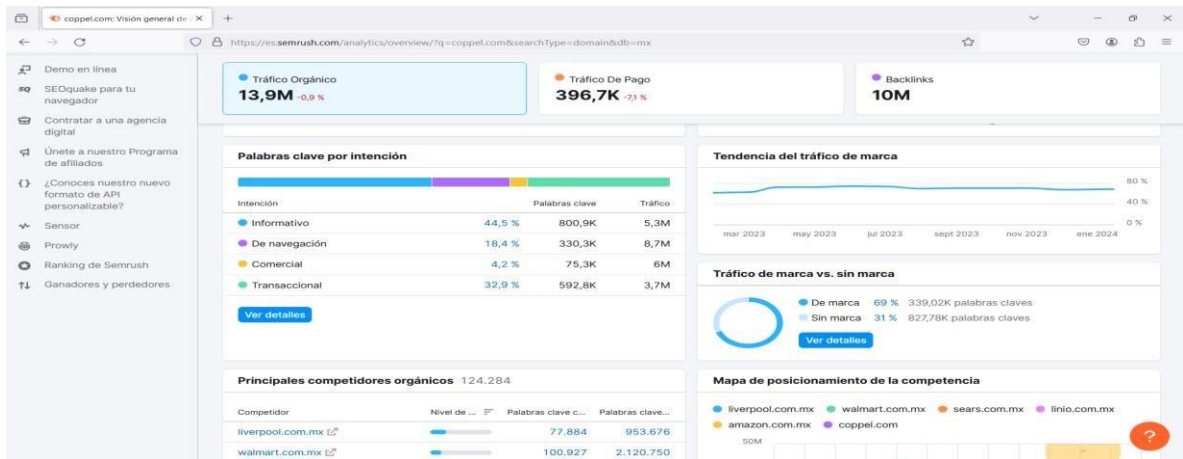 coppel.com: Visión general de
https://es.semrush.com/analytics/overview/?q=coppel.com&searchType=domain&db=mx
Demo en línea
SEOquake para tu
navegador
Contratar a una agencia
digital
Únete a nuestro Programa
de afiliados
¿Conoces nuestro nuevo
formato de API
personalizable?
Sensor
Prowly
Ranking de Semrush
Ganadores y perdedores
Tráfico Orgánico
13,9M -0,9 %
Tráfico De Pago
396,7K -7,1 %
Backlinks
10M
Palabras clave por intención
Intención Palabras clave Tráfico
Informativo 44,5 % 800,9K 5,3M
De navegación 18,4 % 330,3K 8,7M
Comercial 4,2 % 75,3K 6M
Transaccional 32,9 % 592,8K 3,7M
Ver detalles
Tendencia del tráfico de marca
80 %
40 %
0 %
mar 2023 may 2023 jul 2023 sept 2023 nov 2023 ene 2024
Tráfico de marca vs. sin marca
De marca 69 % 339,02K palabras claves
Sin marca 31 % 827,78K palabras claves
Ver detalles
Principales competidores orgánicos 124.284
Competidor Nivel de ... Palabras clave c... Palabras clave...
liverpool.com.mx 77.884 953.676
walmart.com.mx 100.927 2.120.750
Mapa de posicionamiento de la competencia
liverpool.com.mx walmart.com.mx sears.com.mx linio.com.mx
amazon.com.mx coppel.com
50M
?